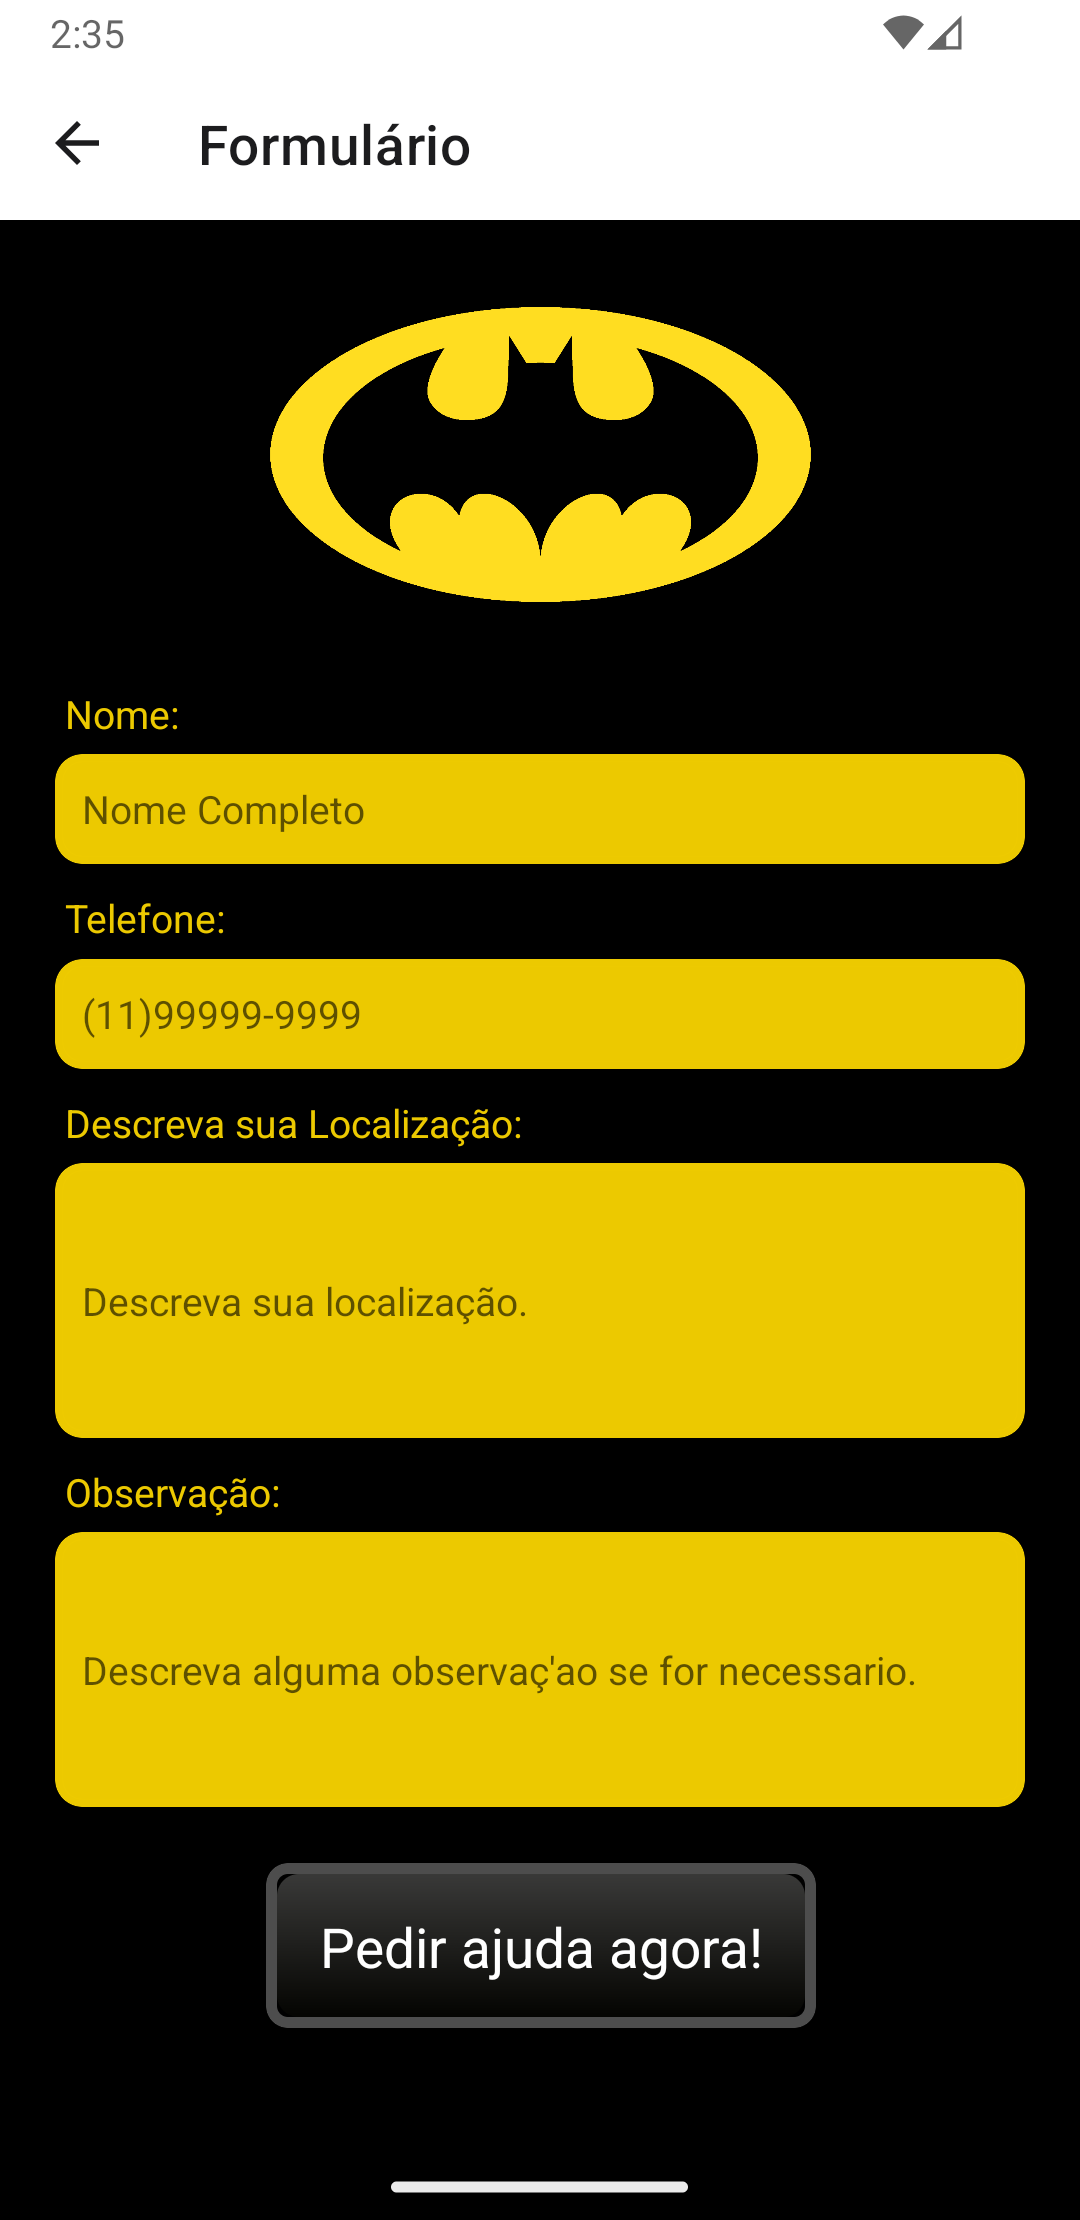 2:35
Formulário
Nome:
Nome Completo
Telefone:
(11)99999-9999
Descreva sua Localização:
Descreva sua localização.
Observação:
Descreva alguma observaç'ao se for necessario.
Pedir ajuda agora!